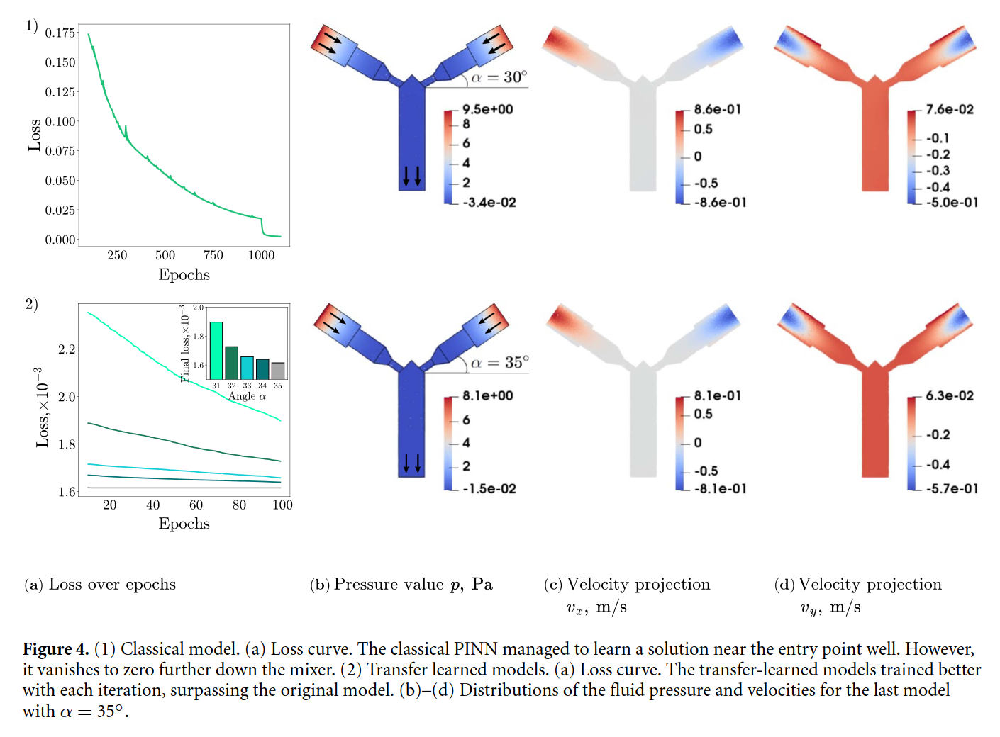 1)
0.175
0.150
0.125
0.100
0.075
0.050
0.025
0.000
Loss
250 500 750 1000
Epochs
α = 30°
9.5e+00
8
6
4
2
-3.4e-02
8.6e-01
0.5
0
-0.5
-8.6e-01
7.6e-02
-0.1
-0.2
-0.3
-0.4
-5.0e-01
2)
2.2
2.0
1.8
1.6
Loss, ×10⁻³
20 40 60 80 100
Epochs
2.0
1.8
1.6
Final loss, ×10⁻³
31 32 33 34 35
Angle α
α = 35°
8.1e+00
6
4
2
-1.5e-02
8.1e-01
0.5
0
-0.5
-8.1e-01
6.3e-02
-0.2
-0.4
-5.7e-01
(a) Loss over epochs
(b) Pressure value p, Pa
(c) Velocity projection
vₓ, m/s
(d) Velocity projection
v_y, m/s
Figure 4. (1) Classical model. (a) Loss curve. The classical PINN managed to learn a solution near the entry point well. However,
it vanishes to zero further down the mixer. (2) Transfer learned models. (a) Loss curve. The transfer-learned models trained better
with each iteration, surpassing the original model. (b)–(d) Distributions of the fluid pressure and velocities for the last model
with α = 35°.